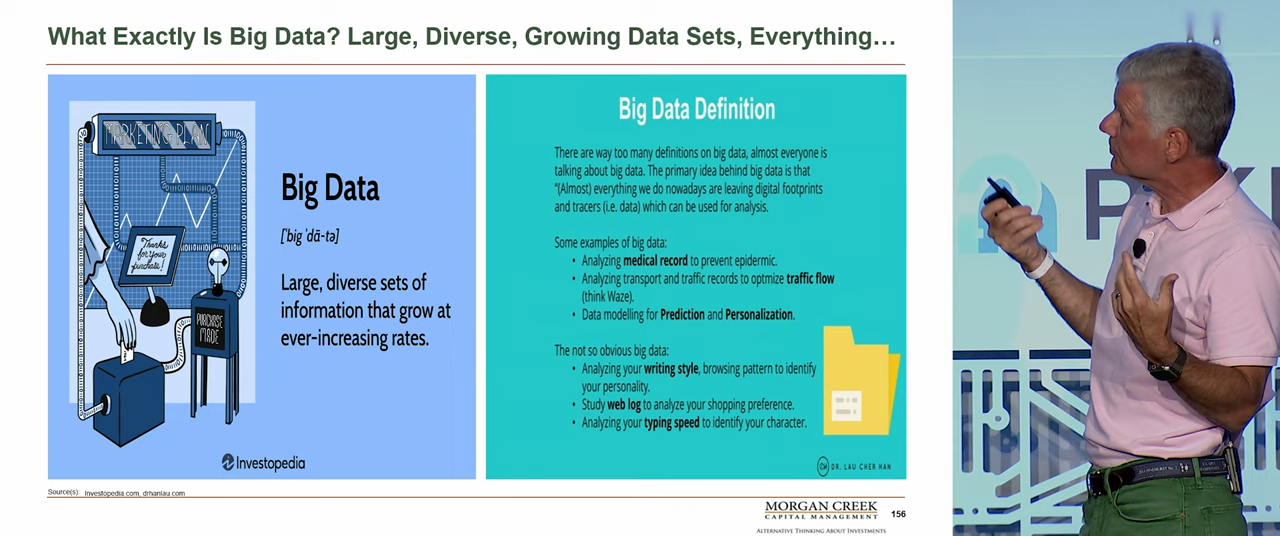 What Exactly Is Big Data? Large, Diverse, Growing Data Sets, Everything…
MARKETING PLAN
Thanks
for your
purchase!
PURCHASE
MADE
Big Data
['big 'dā-tə]
Large, diverse sets of
information that grow at
ever-increasing rates.
Investopedia
Big Data Definition
There are way too many definitions on big data, almost everyone is
talking about big data. The primary idea behind big data is that
"(Almost) everything we do nowadays are leaving digital footprints
and tracers (i.e. data) which can be used for analysis.
Some examples of big data:
• Analyzing medical record to prevent epidermic.
• Analyzing transport and traffic records to optmize traffic flow
(think Waze).
• Data modelling for Prediction and Personalization.
The not so obvious big data:
• Analyzing your writing style, browsing pattern to identify
your personality.
• Study web log to analyze your shopping preference.
• Analyzing your typing speed to identify your character.
DR. LAU CHER HAN
Source(s): Investopedia.com, drhanlau.com
MORGAN CREEK
CAPITAL MANAGEMENT
ALTERNATIVE THINKING ABOUT INVESTMENTS
156